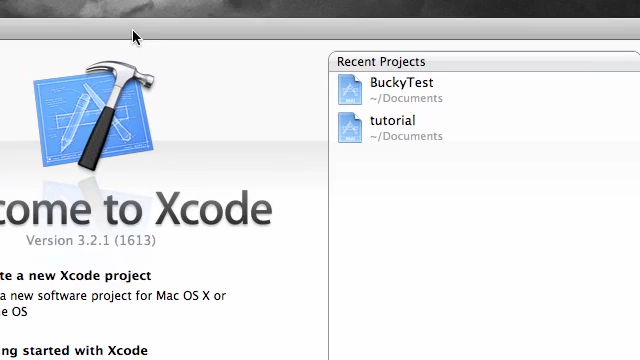 Recent Projects
BuckyTest
~/Documents
tutorial
~/Documents
come to Xcode
Version 3.2.1 (1613)
te a new Xcode project
a new software project for Mac OS X or
e OS
ng started with Xcode